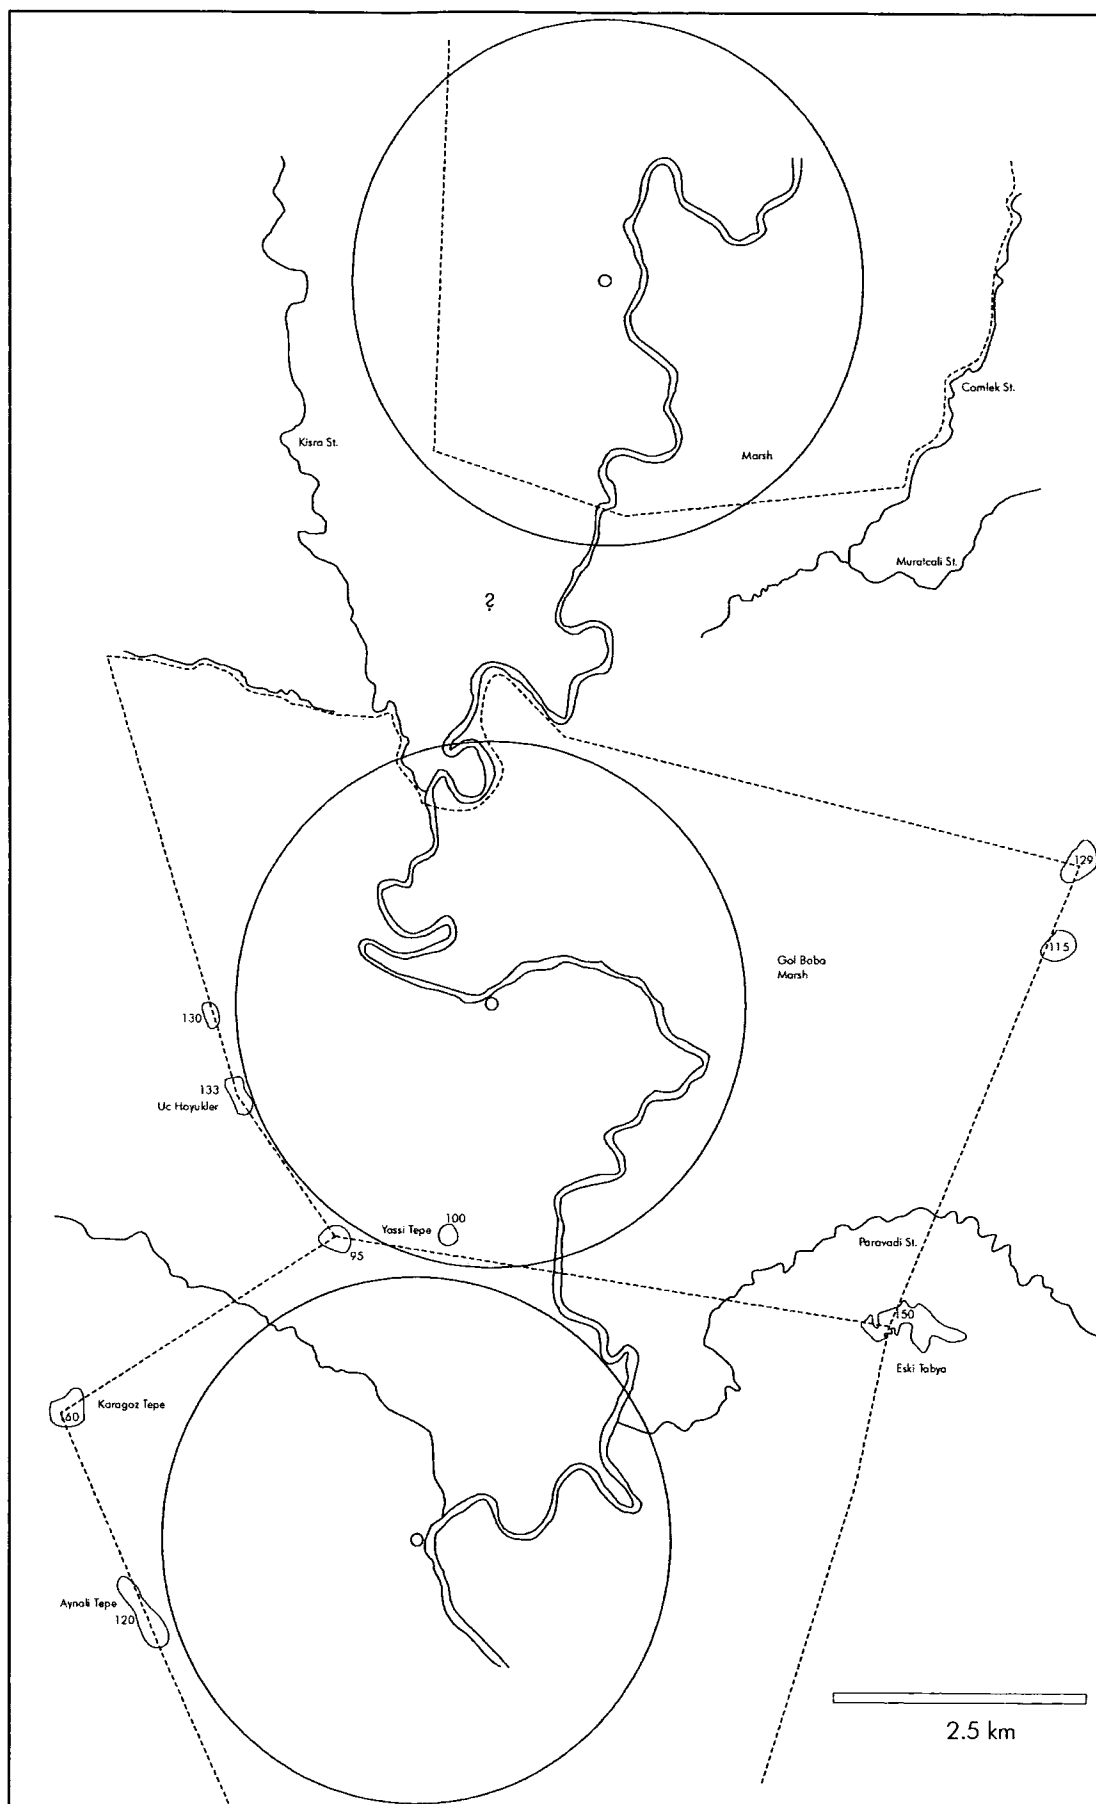 Comlek St.
Kisra St.
Marsh
Muratcali St.
?
129
115
Gol Baba
Marsh
130
133
Uc Hoyukler
100
Yassi Tepe
95
Paravadi St.
150
Eski Tabya
Karagoz Tepe
60
Aynali Tepe
120
2.5 km